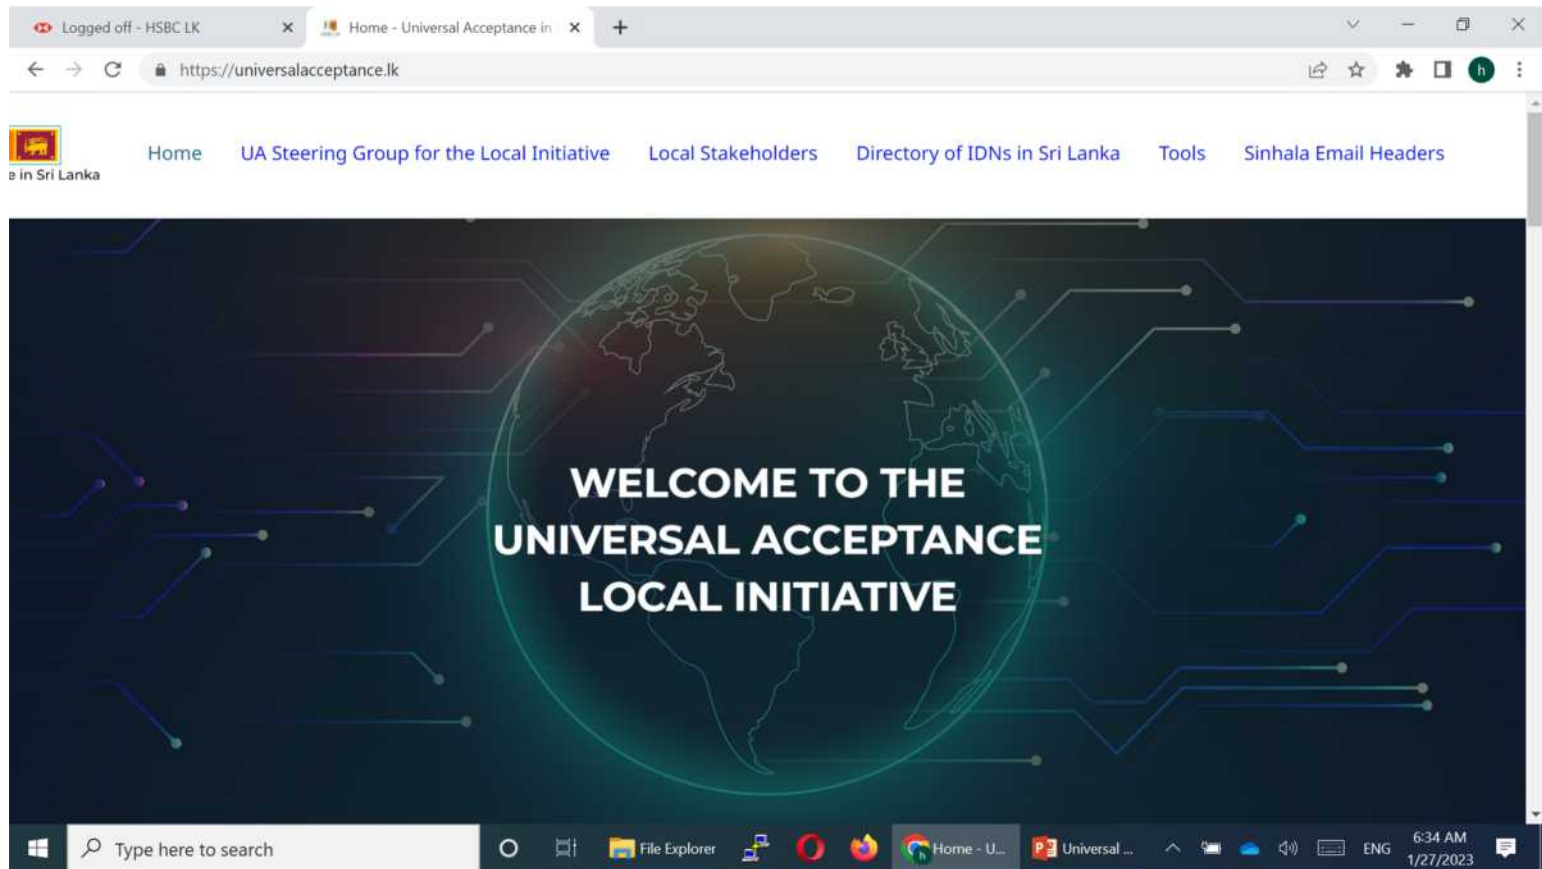 Logged off - HSBC LK
Home - Universal Acceptance in
https://universalacceptance.lk
h
e in Sri Lanka
Home
UA Steering Group for the Local Initiative
Local Stakeholders
Directory of IDNs in Sri Lanka
Tools
Sinhala Email Headers
WELCOME TO THE
UNIVERSAL ACCEPTANCE
LOCAL INITIATIVE
Type here to search
File Explorer
Home - U...
Universal ...
ENG
6:34 AM
1/27/2023